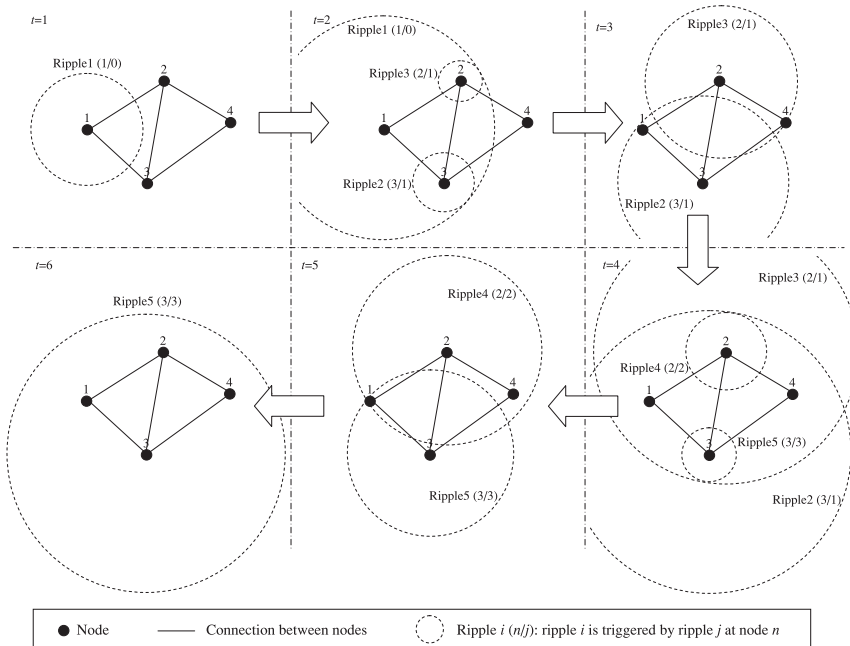 t=1
Ripple1 (1/0)
1
2
3
4
t=2
Ripple1 (1/0)
Ripple3 (2/1)
2
1
4
3
Ripple2 (3/1)
t=3
Ripple3 (2/1)
2
1
4
3
Ripple2 (3/1)
t=6
Ripple5 (3/3)
2
1
4
3
t=5
Ripple4 (2/2)
2
1
4
3
Ripple5 (3/3)
t=4
Ripple3 (2/1)
2
Ripple4 (2/2)
1
4
3
Ripple5 (3/3)
Ripple2 (3/1)
Node
Connection between nodes
Ripple i (n/j): ripple i is triggered by ripple j at node n